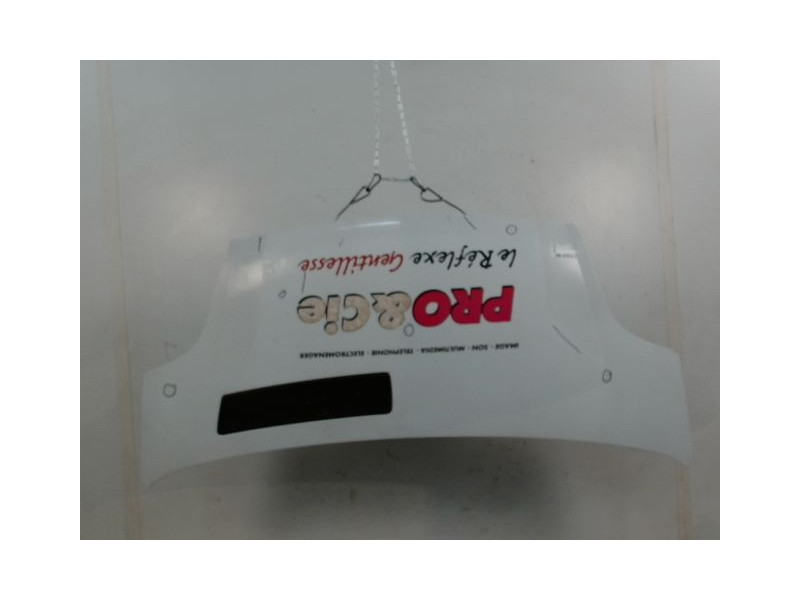 Le Réflexe Gentillesse
PRO&Cie
IMAGE - SON - MULTIMEDIA - TELEPHONIE - ELECTROMENAGER